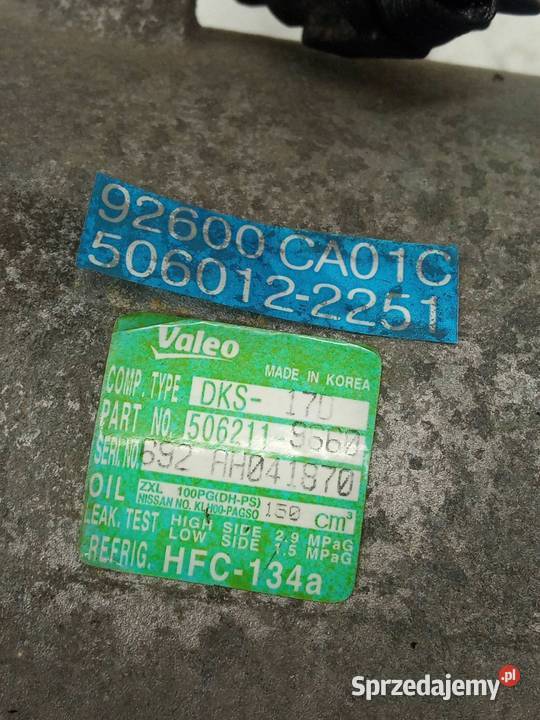 92600 CA01C
506012-2251
Valeo
MADE IN KOREA
COMP. TYPE DKS- 17D
PART NO. 506211-9660
SERI. NO. 692 AH041870
OIL ZXL 100PG(DH-PS) 150 cm³
NISSAN NO. KLH00-PAGS0
LEAK. TEST HIGH SIDE 2.9 MPaG
LOW SIDE 1.5 MPaG
REFRIG. HFC-134a
Sprzedajemy.pl